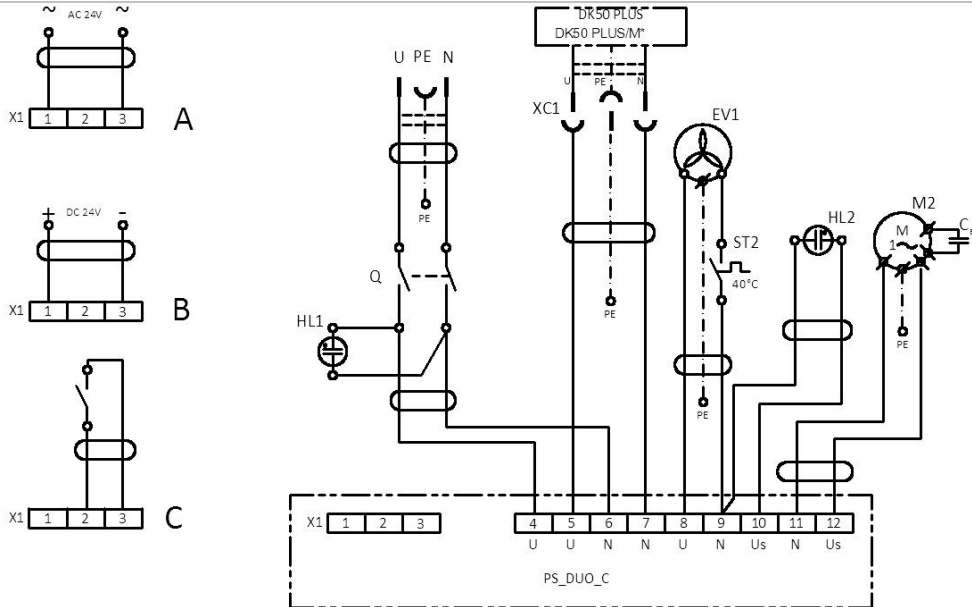 ~ AC 24V ~
X1 1 2 3 A
+ DC 24V -
X1 1 2 3 B
X1 1 2 3 C
U PE N
PE
Q
HL1
DK50 PLUS
DK50 PLUS/M*
U PE N
XC1
PE
EV1
ST2
40°C
PE
HL2
M2
M
1 ~
PE
X1 1 2 3
4 5 6 7 8 9 10 11 12
U U N N U N Us N Us
PS_DUO_C